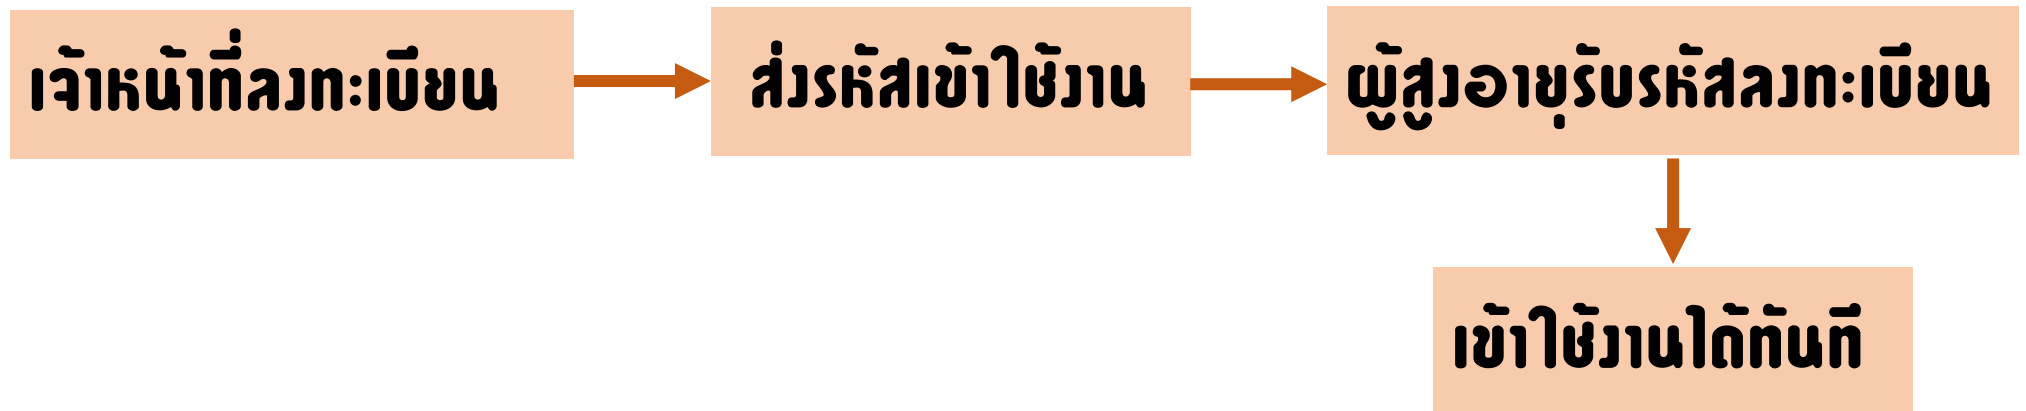 เจ้าหน้าที่ลงทะเบียน
ส่งรหัสเข้าใช้งาน
ผู้สูงอายุรับรหัสลงทะเบียน
เข้าใช้งานได้ทันที